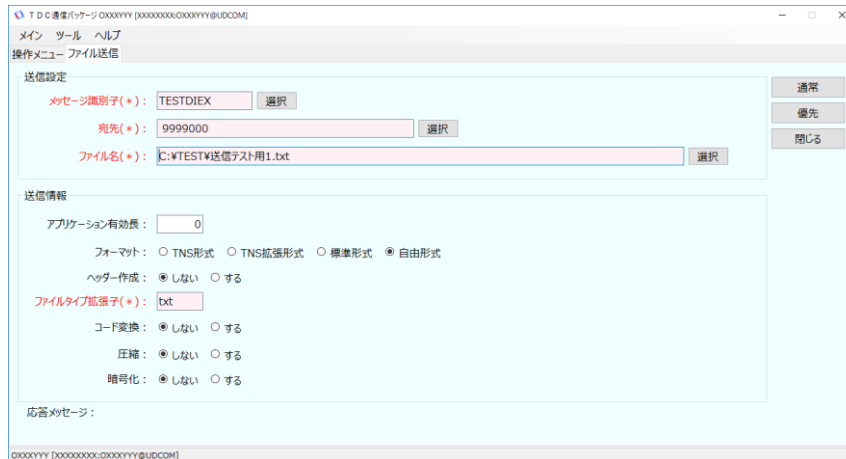 TDC通信パッケージ OXXXYYY [XXXXXXXX:OXXXYYY@UDCOM]
メイン ツール ヘルプ
操作メニュー ファイル送信
送信設定
メッセージ識別子(*)： TESTDIEX 選択
宛先(*)： 9999000 選択
ファイル名(*)： C:¥TEST¥送信テスト用1.txt 選択
通常
優先
閉じる
送信情報
アプリケーション有効長： 0
フォーマット： TNS形式 TNS拡張形式 標準形式 自由形式
ヘッダー作成： しない する
ファイルタイプ拡張子(*)： txt
コード変換： しない する
圧縮： しない する
暗号化： しない する
応答メッセージ：
OXXXYYY [XXXXXXXX:OXXXYYY@UDCOM]